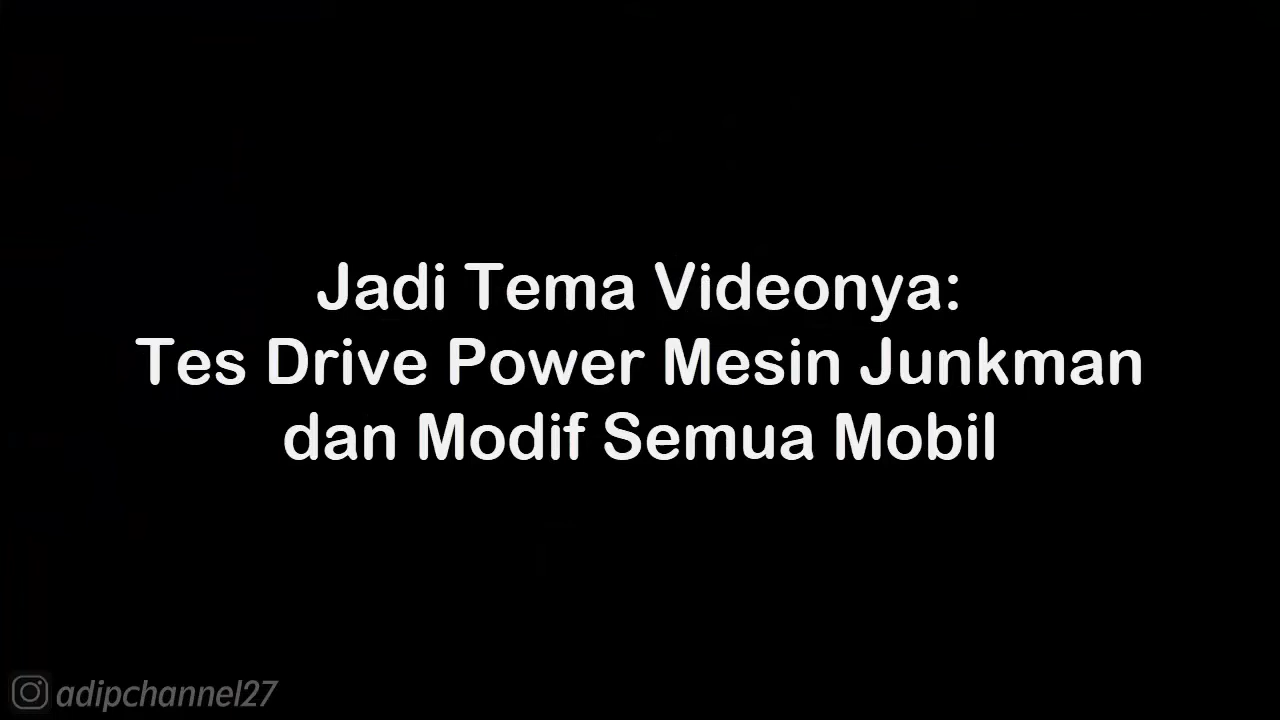 Jadi Tema Videonya:
Tes Drive Power Mesin Junkman
dan Modif Semua Mobil
adipchannel27